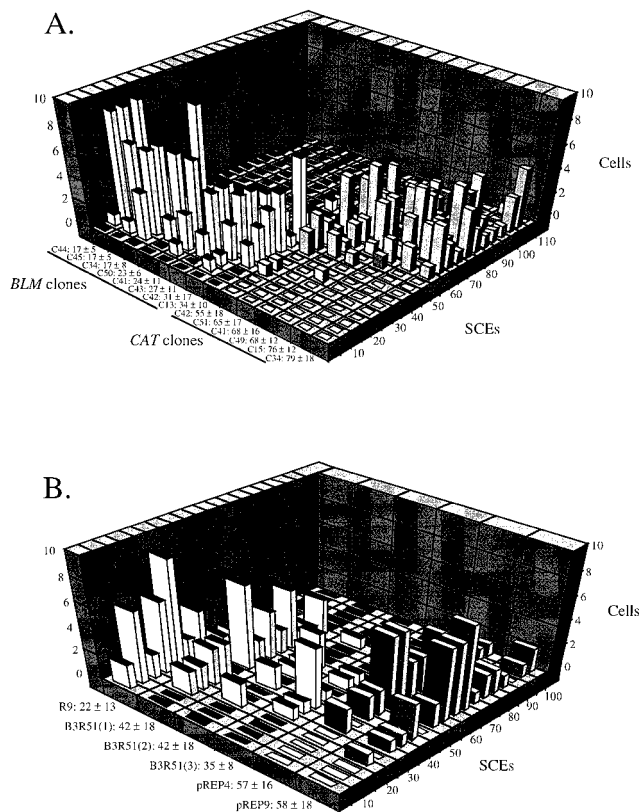 A.
10
8
6
4
2
0
10
8
6
4
2
0
Cells
C44: 17 ± 5
C45: 17 ± 5
C34: 17 ± 8
C50: 23 ± 6
C41: 24 ± 11
C43: 27 ± 11
C42: 31 ± 17
C13: 34 ± 10
C42: 55 ± 18
C51: 65 ± 17
C41: 68 ± 16
C49: 68 ± 12
C15: 76 ± 12
C34: 79 ± 18
BLM clones
CAT clones
10
20
30
40
50
60
70
80
90
100
110
SCEs
B.
10
8
6
4
2
0
10
8
6
4
2
0
Cells
R9: 22 ± 13
B3R51(1): 42 ± 18
B3R51(2): 42 ± 18
B3R51(3): 35 ± 8
pREP4: 57 ± 16
pREP9: 58 ± 18
10
20
30
40
50
60
70
80
90
100
SCEs